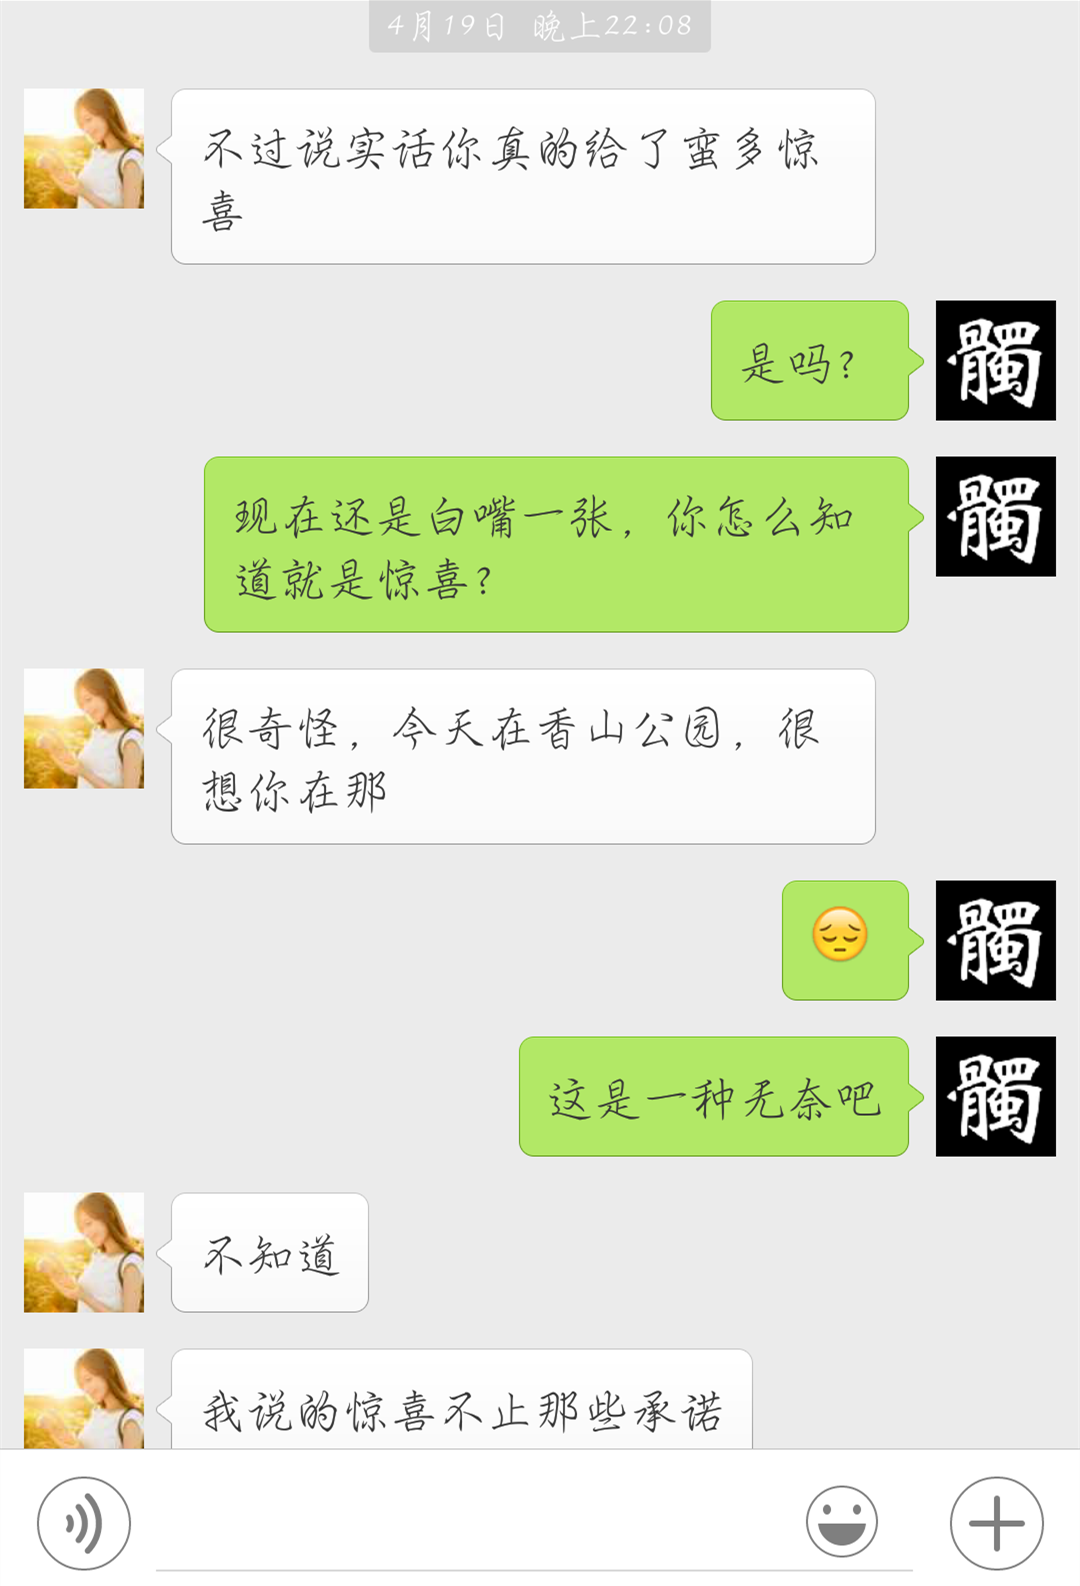 4月19日 晚上22:08
不过说实话你真的给了蛮多惊
喜
是吗?
髑
现在还是白嘴一张，你怎么知
道就是惊喜?
髑
很奇怪，今天在香山公园，很
想你在那
髑
这是一种无奈吧
髑
不知道
我说的惊喜不止那些承诺